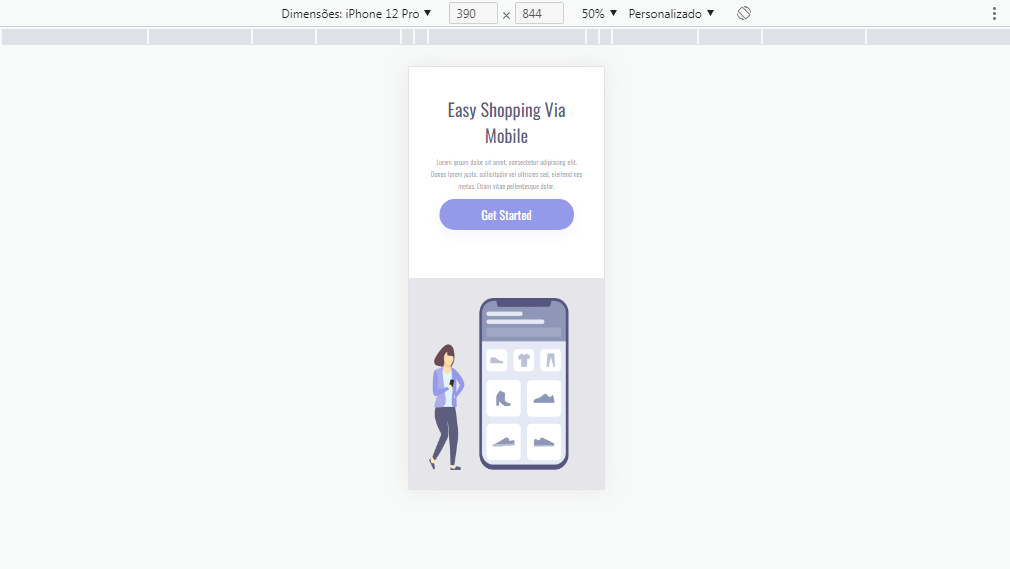 Dimensões: iPhone 12 Pro ▼ 390 × 844 50% ▼ Personalizado ▼
Easy Shopping Via
Mobile
Lorem ipsum dolor sit amet, consectetur adipiscing elit.
Donec lorem justo, sollicitudin vel ultricies sed, eleifend nec
metus. Etiam vitae pellentesque dolor.
Get Started